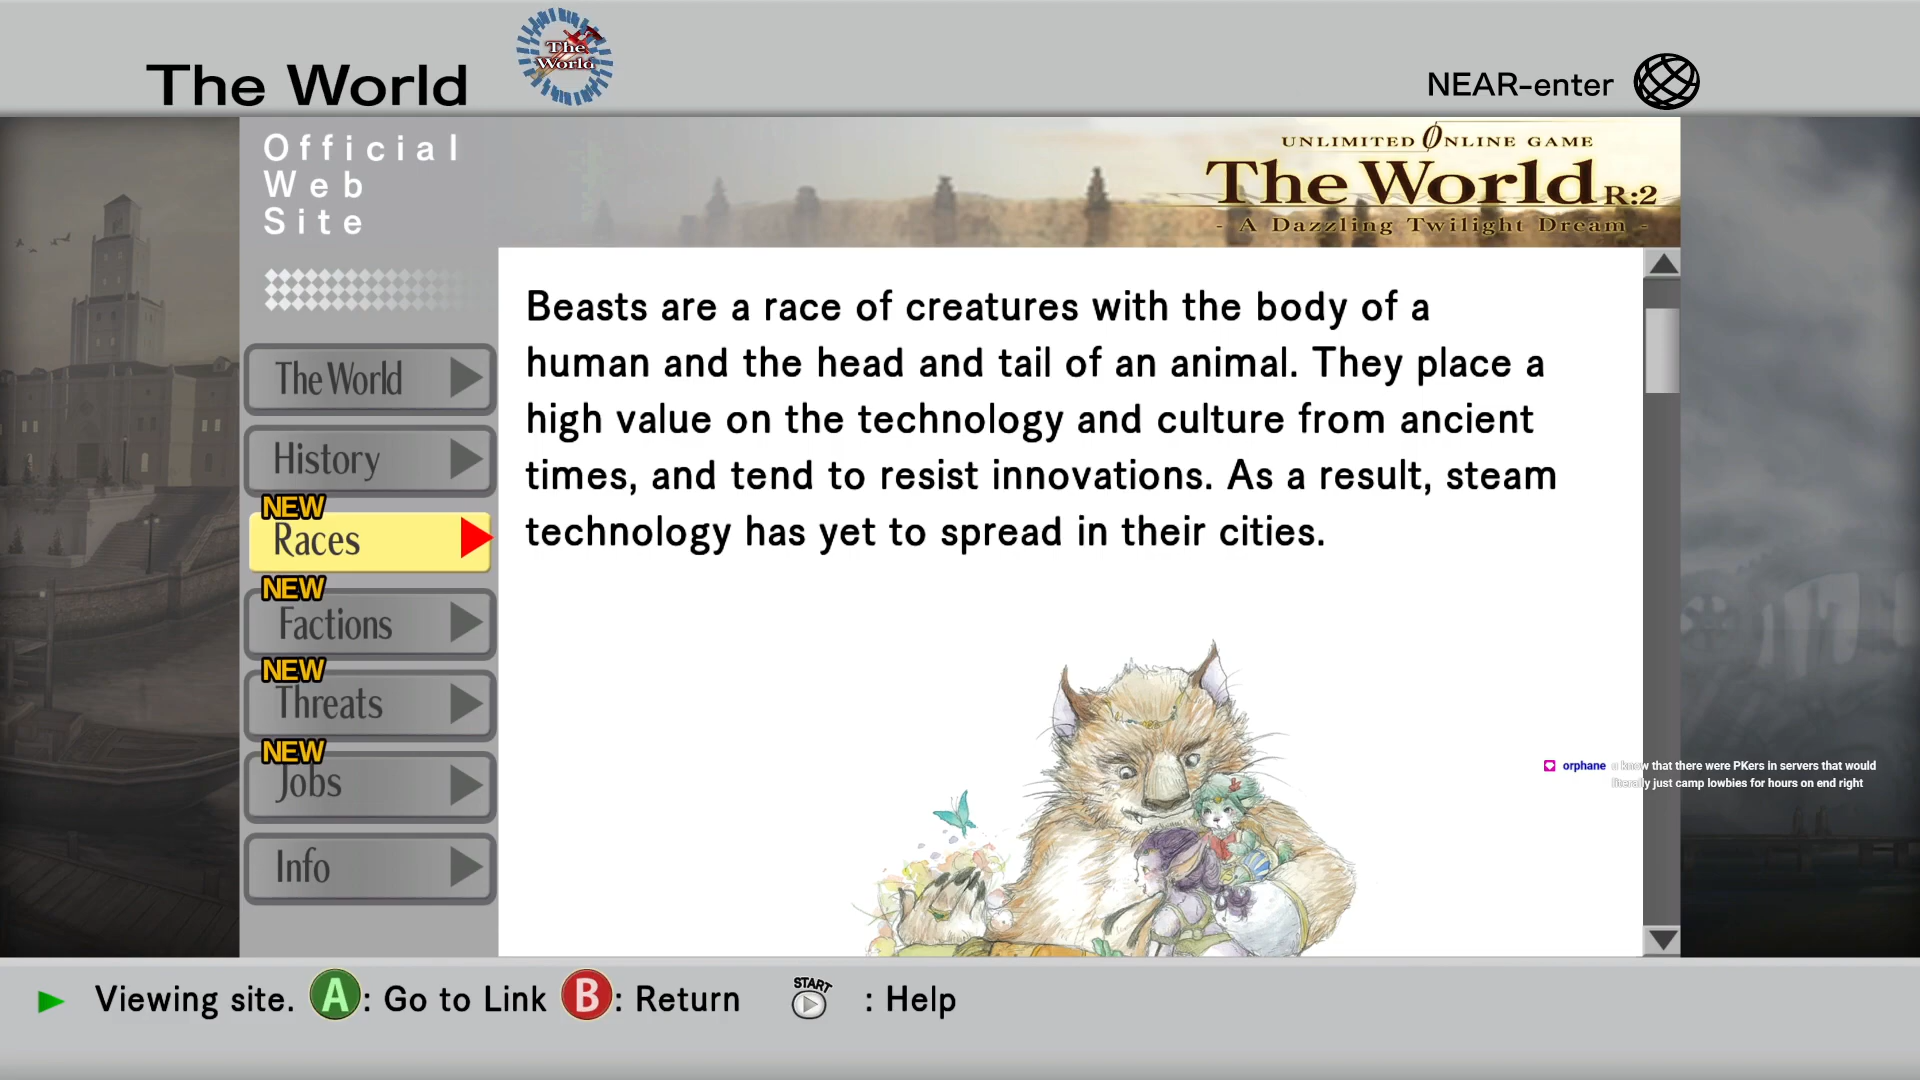 The World
The
World
NEAR-enter
Official
Web
Site
UNLIMITED ONLINE GAME
The World R:2
- A Dazzling Twilight Dream -
The World
History
NEW
Races
NEW
Factions
NEW
Threats
NEW
Jobs
Info
Beasts are a race of creatures with the body of a
human and the head and tail of an animal. They place a
high value on the technology and culture from ancient
times, and tend to resist innovations. As a result, steam
technology has yet to spread in their cities.
orphane u know that there were PKers in servers that would
literally just camp lowbies for hours on end right
Viewing site. A : Go to Link B : Return START : Help